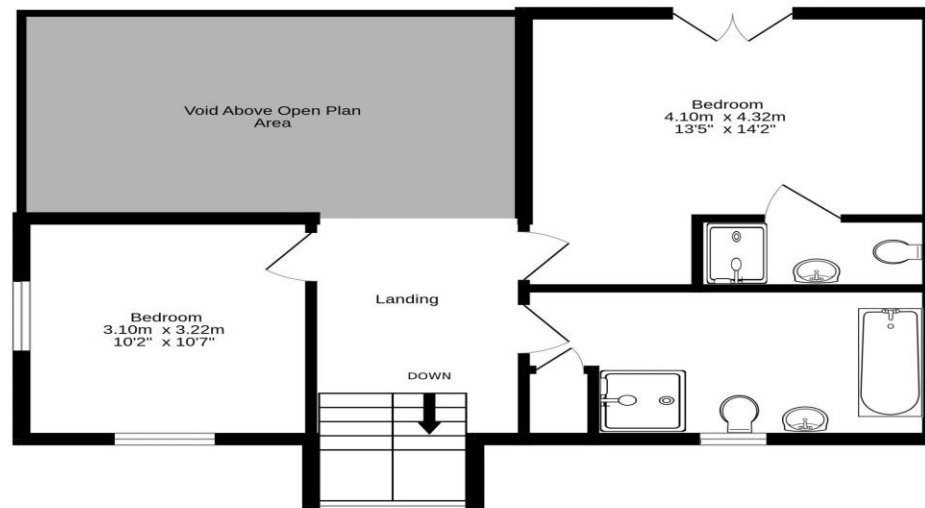 Void Above Open Plan
Area
Bedroom
4.10m x 4.32m
13'5" x 14'2"
Landing
Bedroom
3.10m x 3.22m
10'2" x 10'7"
DOWN